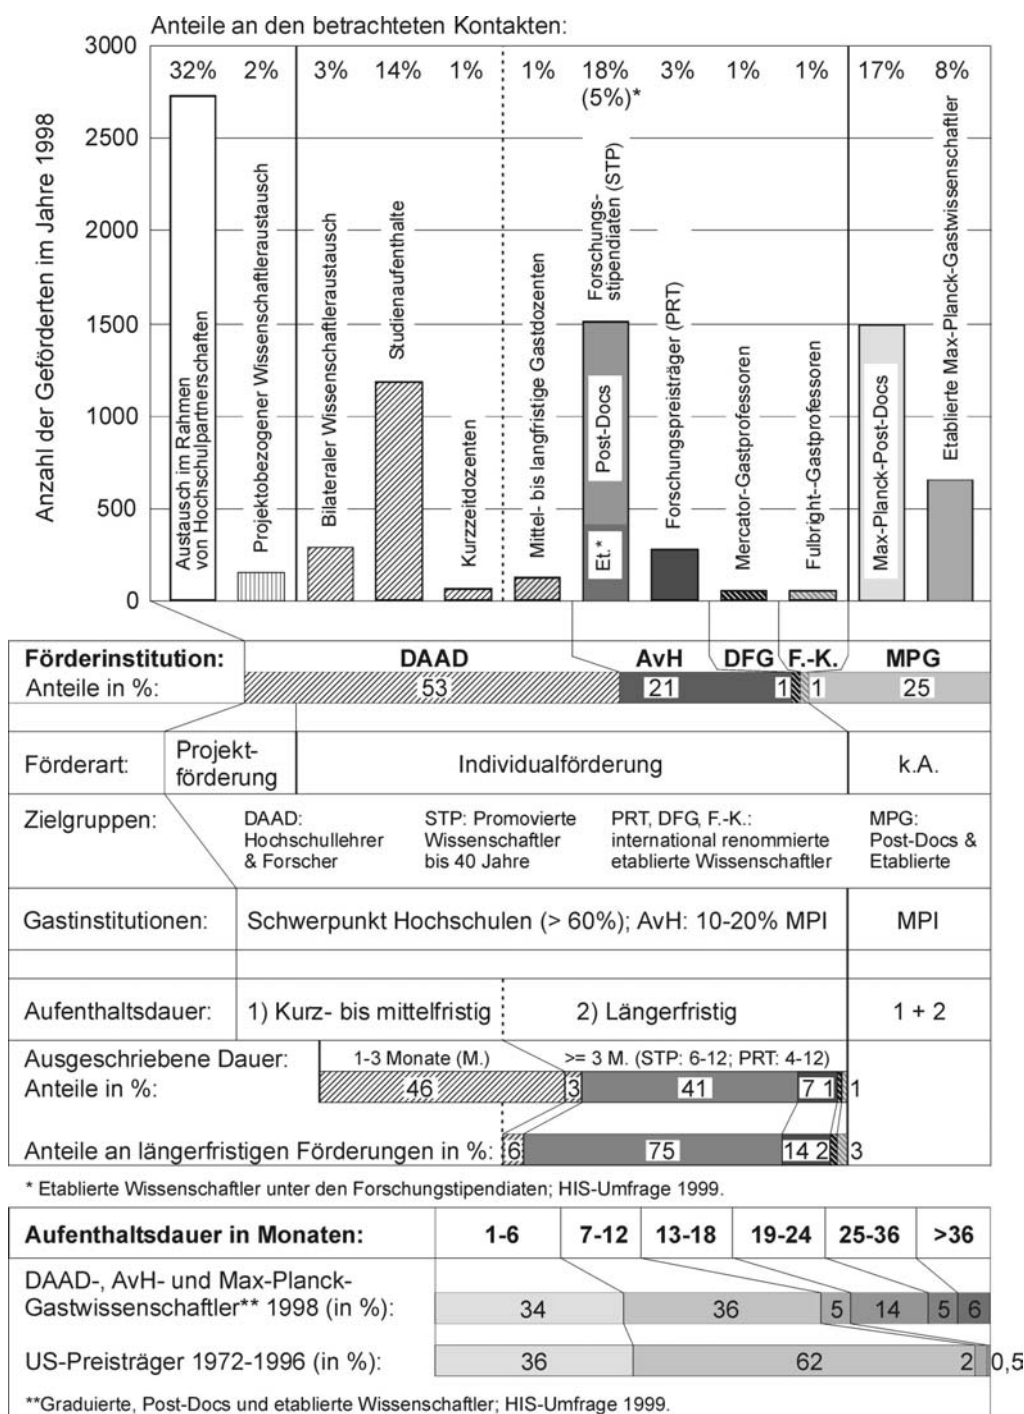 Anteile an den betrachteten Kontakten:
3000
2500
2000
1500
1000
500
0
Anzahl der Geförderten im Jahre 1998
32% 2% 3% 14% 1% 1% 18% 3% 1% 1% 17% 8%
(5%)*
Austausch im Rahmen
von Hochschulpartnerschaften
Projektobezogener Wissenschaftleraustausch
Bilateraler Wissenschaftleraustausch
Studienaufenthalte
Kurzzeitdozenten
Mittel- bis langfristige Gastdozenten
Forschungs-
stipendiaten (STP)
Post-Docs
Et.*
Forschungspreisträger (PRT)
Mercator-Gastprofessoren
Fulbright--Gastprofessoren
Max-Planck-Post-Docs
Etablierte Max-Planck-Gastwissenschaftler
Förderinstitution: DAAD AvH DFG F.-K. MPG
Anteile in %: 53 21 1 1 25
Förderart: Projekt-
förderung
Individualförderung
k.A.
Zielgruppen:
DAAD:
Hochschullehrer
& Forscher
STP: Promovierte
Wissenschaftler
bis 40 Jahre
PRT, DFG, F.-K.:
international renommierte
etablierte Wissenschaftler
MPG:
Post-Docs &
Etablierte
Gastinstitutionen: Schwerpunkt Hochschulen (> 60%); AvH: 10-20% MPI MPI
Aufenthaltsdauer: 1) Kurz- bis mittelfristig 2) Längerfristig 1 + 2
Ausgeschriebene Dauer: 1-3 Monate (M.) >= 3 M. (STP: 6-12; PRT: 4-12)
Anteile in %: 46 3 41 7 1 1
Anteile an längerfristigen Förderungen in %: 6 75 14 2 3
* Etablierte Wissenschaftler unter den Forschungstipendiaten; HIS-Umfrage 1999.
Aufenthaltsdauer in Monaten: 1-6 7-12 13-18 19-24 25-36 >36
DAAD-, AvH- und Max-Planck-
Gastwissenschaftler** 1998 (in %): 34 36 5 14 5 6
US-Preisträger 1972-1996 (in %): 36 62 2 0,5
**Graduierte, Post-Docs und etablierte Wissenschaftler; HIS-Umfrage 1999.